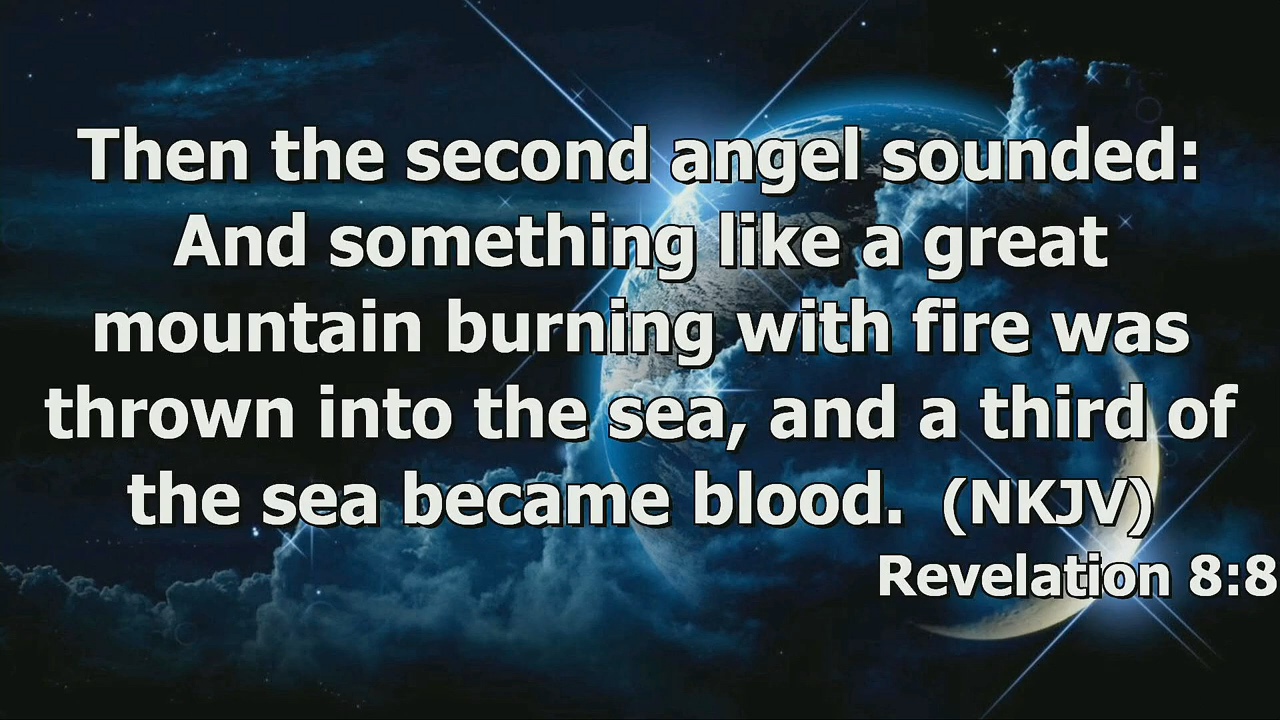 Then the second angel sounded:
And something like a great
mountain burning with fire was
thrown into the sea, and a third of
the sea became blood. (NKJV)
Revelation 8:8